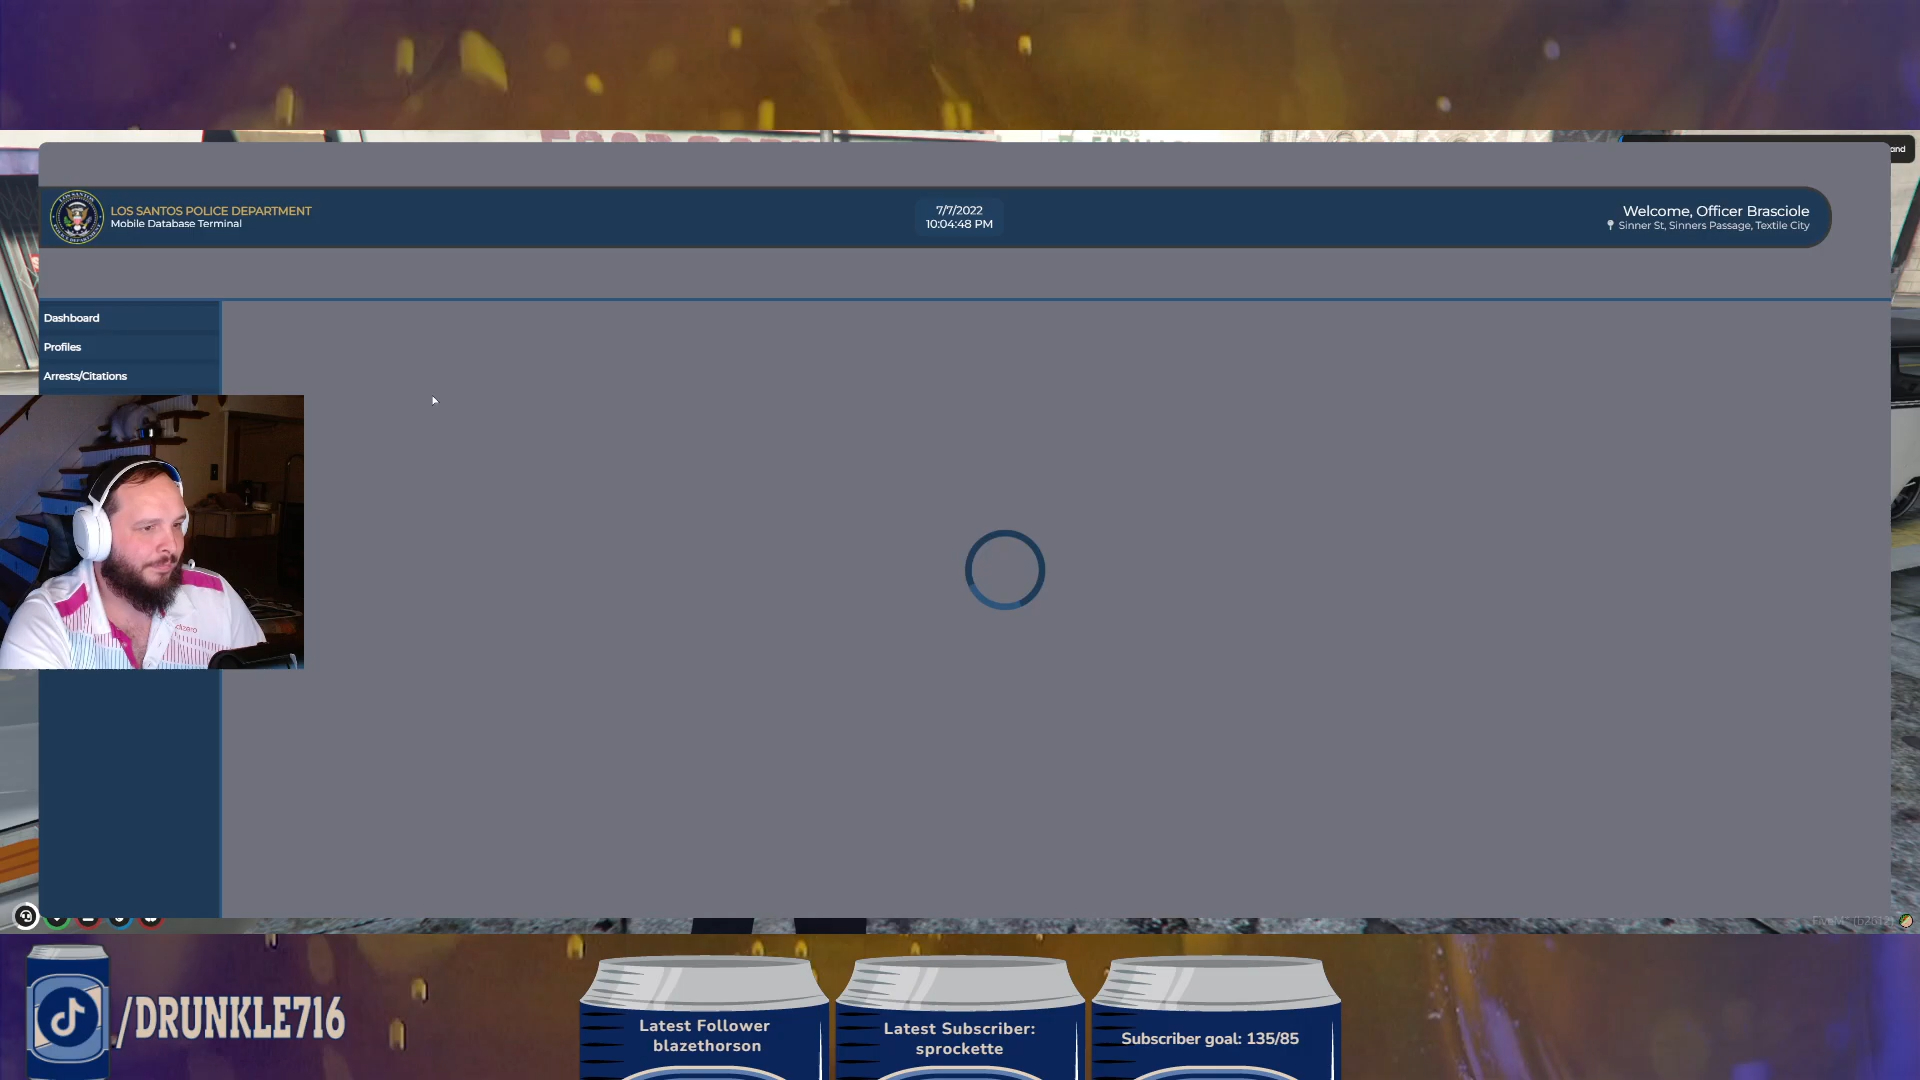 and
LOS SANTOS POLICE DEPARTMENT
Mobile Database Terminal
7/7/2022
10:04:48 PM
Welcome, Officer Brasciole
Sinner St, Sinners Passage, Textile City
Dashboard
Profiles
Arrests/Citations
/DRUNKLE716
Latest Follower
blazethorson
Latest Subscriber:
sprockette
Subscriber goal: 135/85